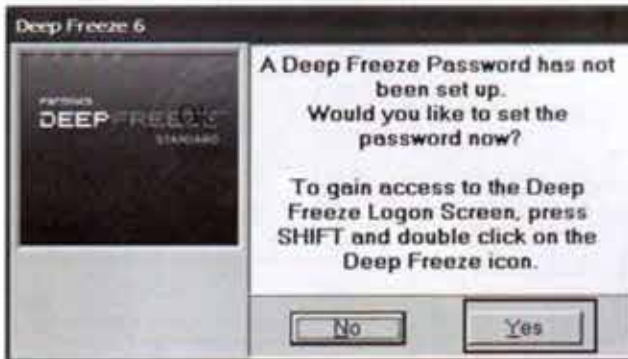 Deep Freeze 6
FARONICS
DEEP FREEZE
STANDARD
A Deep Freeze Password has not
been set up.
Would you like to set the
password now?
To gain access to the Deep
Freeze Logon Screen, press
SHIFT and double click on the
Deep Freeze icon.
No
Yes